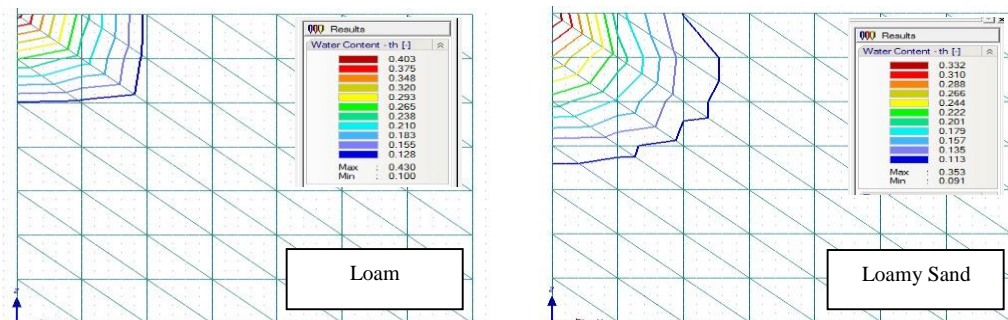 Results
Water Content - th [-]
0.403
0.375
0.348
0.320
0.293
0.265
0.238
0.210
0.183
0.155
0.128
Max : 0.430
Min : 0.100
Loam
z
Results
Water Content - th [-]
0.332
0.310
0.288
0.266
0.244
0.222
0.201
0.179
0.157
0.135
0.113
Max : 0.353
Min : 0.091
Loamy Sand
z